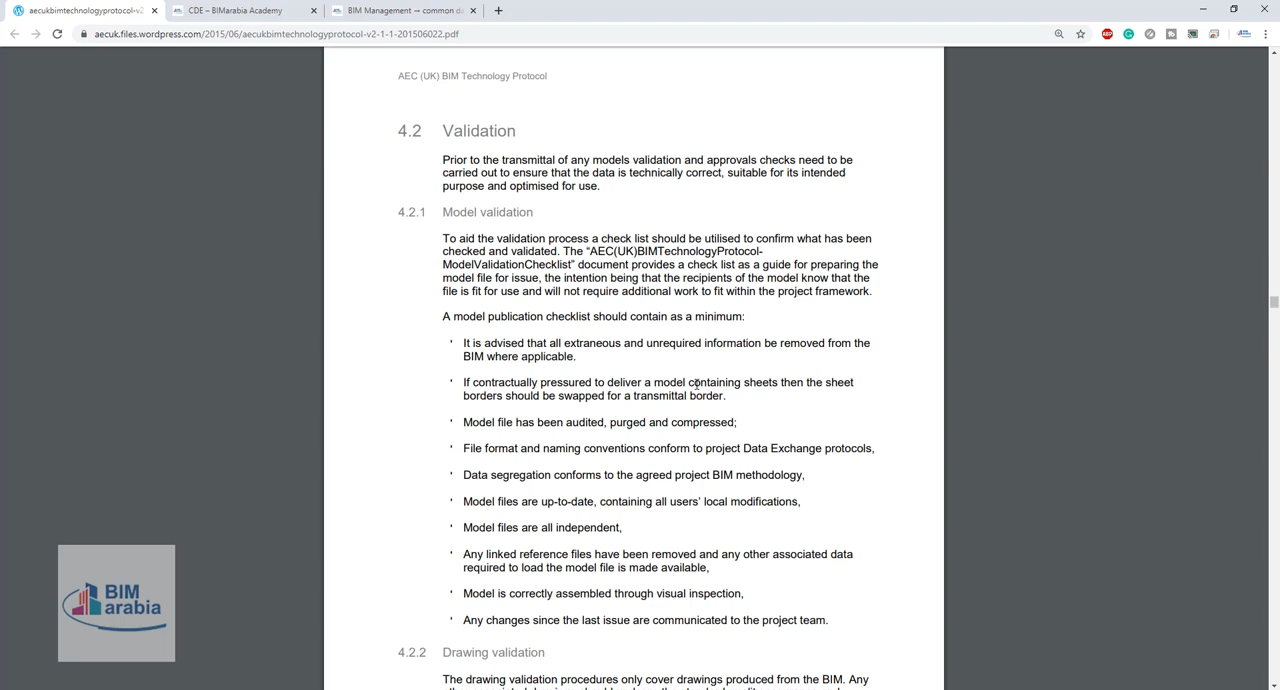 aecukbimtechnologyprotocol-v2
CDE – BIMarabia Academy
BIM Management → common da
aecuk.files.wordpress.com/2015/06/aecukbimtechnologyprotocol-v2-1-1-201506022.pdf
ABP
AEC (UK) BIM Technology Protocol
4.2 Validation
Prior to the transmittal of any models validation and approvals checks need to be
carried out to ensure that the data is technically correct, suitable for its intended
purpose and optimised for use.
4.2.1 Model validation
To aid the validation process a check list should be utilised to confirm what has been
checked and validated. The “AEC(UK)BIMTechnologyProtocol-
ModelValidationChecklist” document provides a check list as a guide for preparing the
model file for issue, the intention being that the recipients of the model know that the
file is fit for use and will not require additional work to fit within the project framework.
A model publication checklist should contain as a minimum:
It is advised that all extraneous and unrequired information be removed from the
BIM where applicable.
If contractually pressured to deliver a model containing sheets then the sheet
borders should be swapped for a transmittal border.
Model file has been audited, purged and compressed;
File format and naming conventions conform to project Data Exchange protocols,
Data segregation conforms to the agreed project BIM methodology,
Model files are up-to-date, containing all users’ local modifications,
Model files are all independent,
Any linked reference files have been removed and any other associated data
required to load the model file is made available,
Model is correctly assembled through visual inspection,
Any changes since the last issue are communicated to the project team.
4.2.2 Drawing validation
The drawing validation procedures only cover drawings produced from the BIM. Any
BIM
arabia